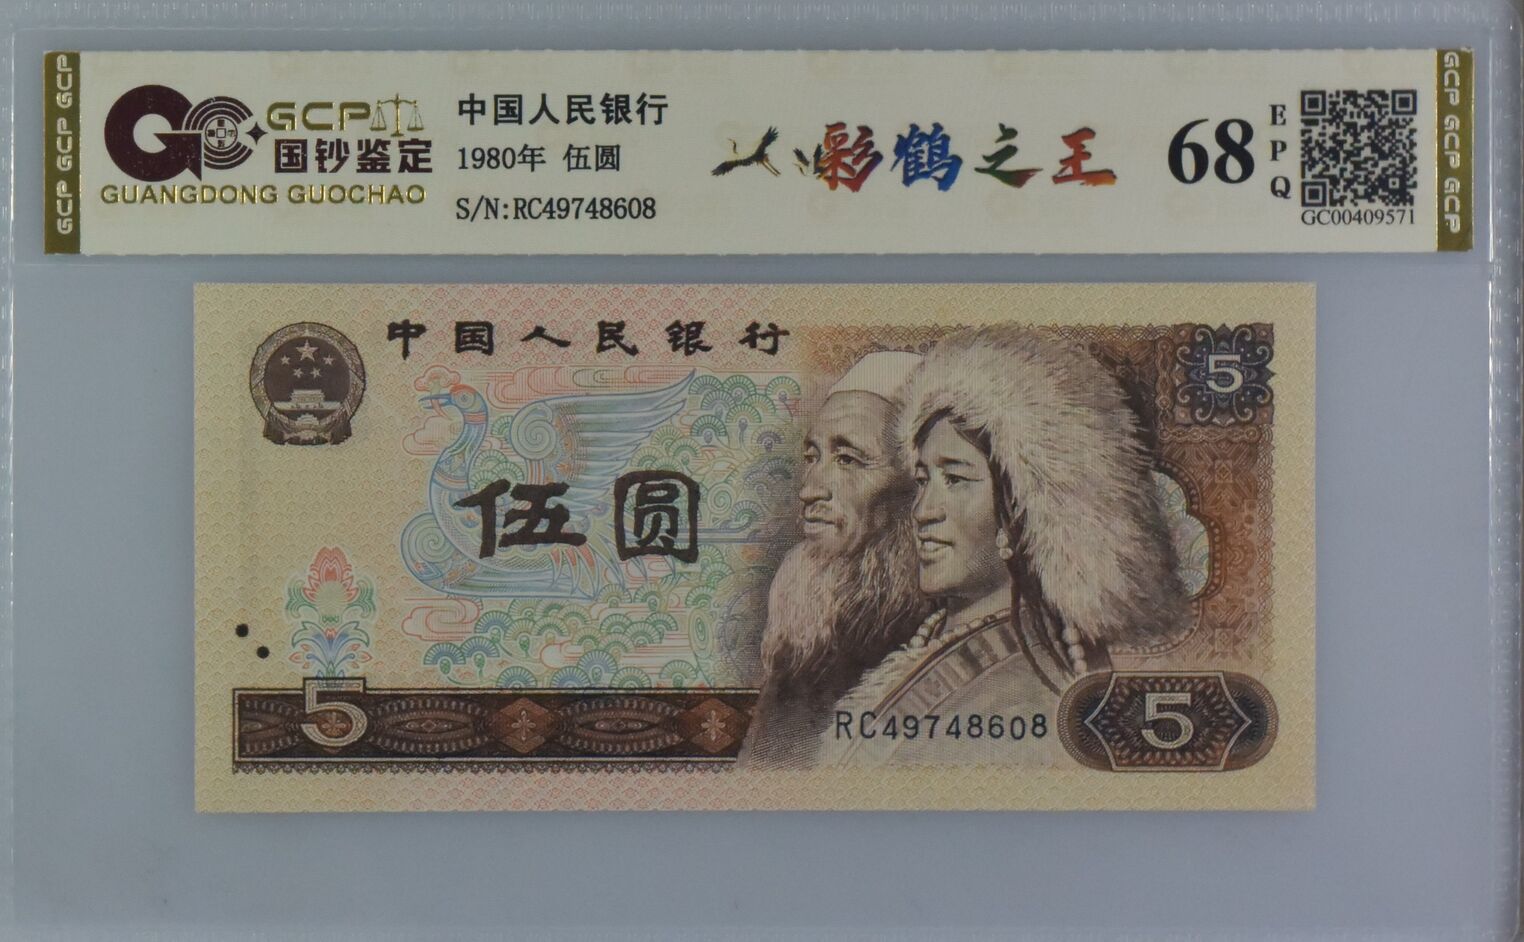 GCP GCP GCP
GCP
国钞鉴定
GUANGDONG GUOCHAO
中国人民银行
1980年 伍圆
S/N:RC49748608
彩鹤之王
68
EPQ
GC00409571
GCP GCP GCP
中国人民银行
5
伍圆
5
RC49748608
5